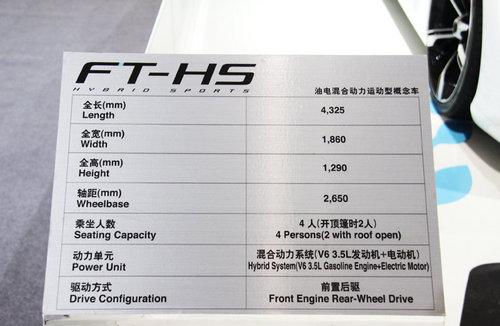 FT-HS
HYBRID SPORTS
油电混合动力运动型概念车
全长(mm)
Length
4,325
全宽(mm)
Width
1,860
全高(mm)
Height
1,290
轴距(mm)
Wheelbase
2,650
乘坐人数
Seating Capacity
4 人(开顶篷时2人)
4 Persons(2 with roof open)
动力单元
Power Unit
混合动力系统(V6 3.5L发动机+电动机)
Hybrid System(V6 3.5L Gasoline Engine+Electric Motor)
驱动方式
Drive Configuration
前置后驱
Front Engine Rear-Wheel Drive